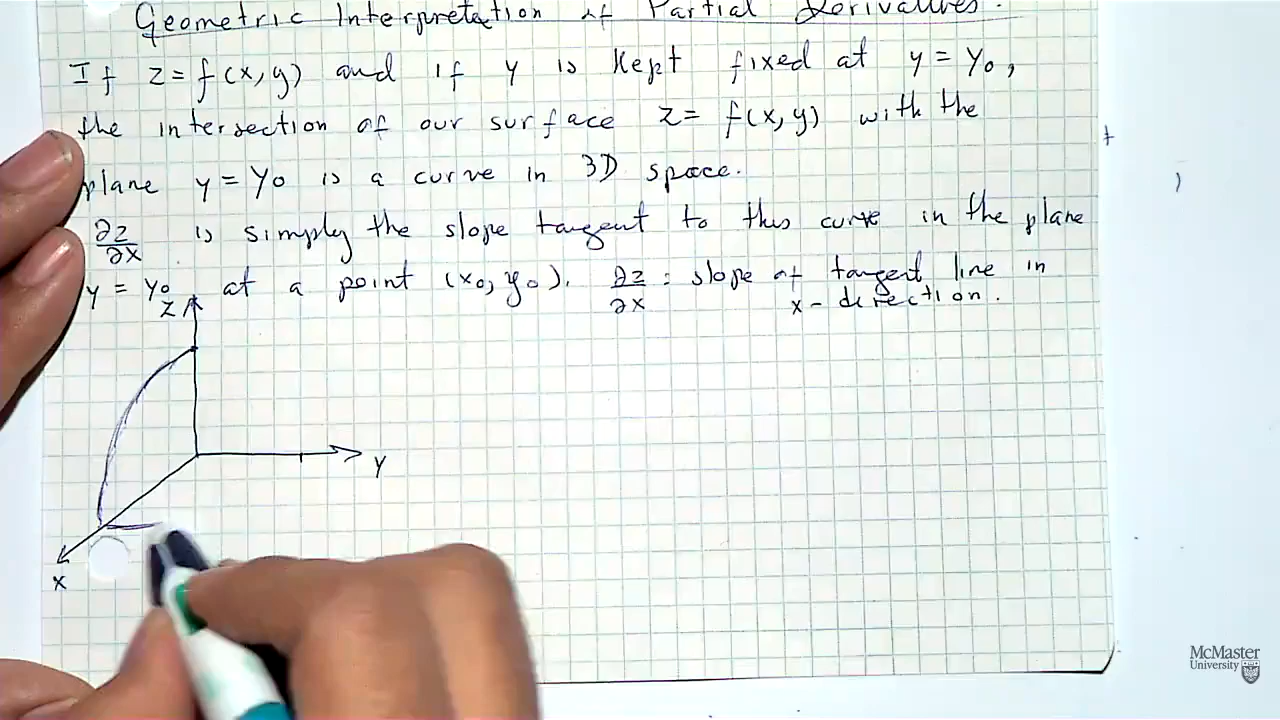 Geometric Interpretation of Partial Derivatives.
If z = f(x,y) and if y is kept fixed at y = y₀,
the intersection of our surface z = f(x,y) with the
plane y = y₀ is a curve in 3D space.
∂z/∂x is simply the slope tangent to this curve in the plane
y = y₀ at a point (x₀, y₀). ∂z/∂x : slope of tangent line in
x-direction.
z
y
x
McMaster
University